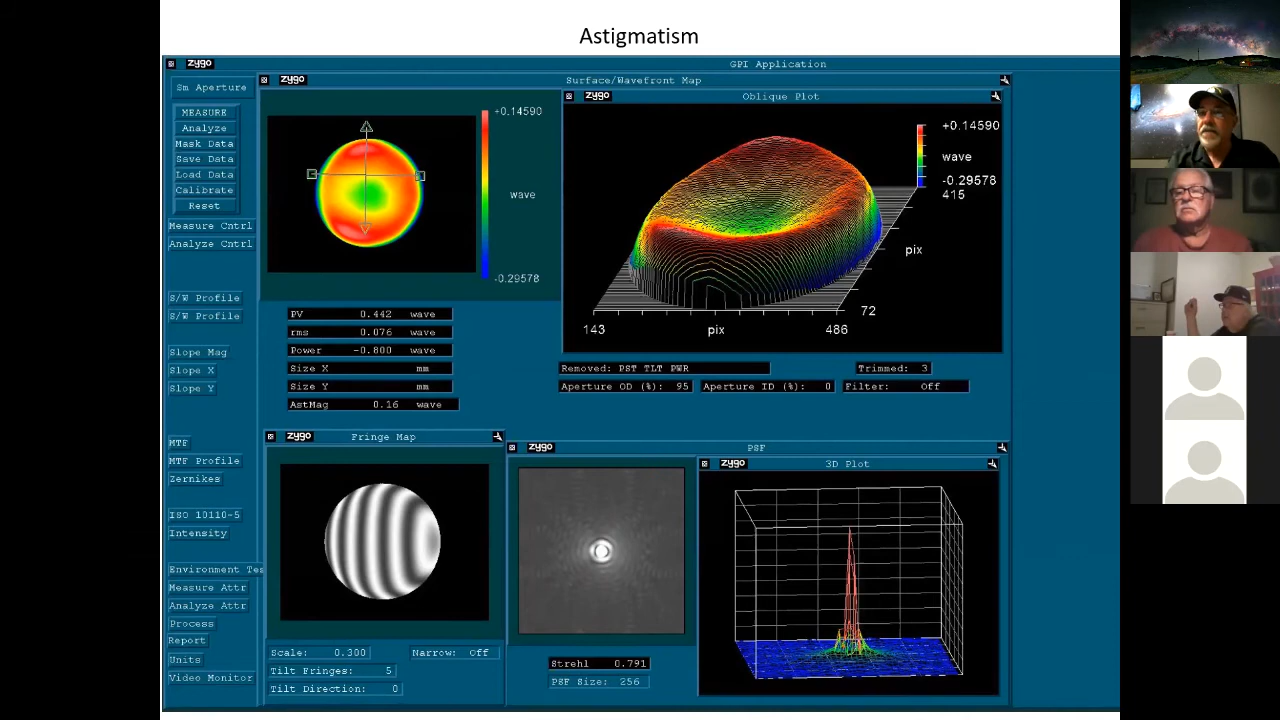 Astigmatism
zygo GPI Application
Sm Aperture
MEASURE
Analyze
Mask Data
Save Data
Load Data
Calibrate
Reset
Measure Cntrl
Analyze Cntrl
S/W Profile
S/W Profile
Slope Mag
Slope X
Slope Y
MTF
MTF Profile
Zernikes
ISO 10110-5
Intensity
Environment Tes
Measure Attr
Analyze Attr
Process
Report
Units
Video Monitor
zygo Surface/Wavefront Map
+0.14590
wave
-0.29578
zygo Oblique Plot
+0.14590
wave
-0.29578
415
pix
72
143 pix 486
PV 0.442 wave
rms 0.076 wave
Power -0.800 wave
Size X mm
Size Y mm
AstMag 0.16 wave
Removed: PST TLT PWR Trimmed: 3
Aperture OD (%): 95 Aperture ID (%): 0 Filter: Off
zygo Fringe Map
Scale: 0.300 Narrow: Off
Tilt Fringes: 5
Tilt Direction: 0
zygo PSF
Strehl 0.791
PSF Size: 256
zygo 3D Plot